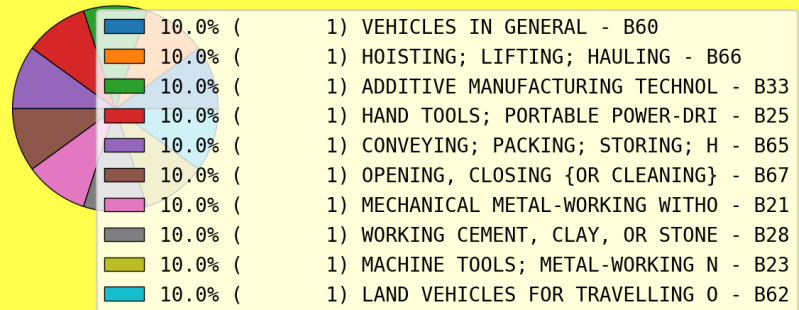 10.0% ( 1) VEHICLES IN GENERAL - B60
10.0% ( 1) HOISTING; LIFTING; HAULING - B66
10.0% ( 1) ADDITIVE MANUFACTURING TECHNOL - B33
10.0% ( 1) HAND TOOLS; PORTABLE POWER-DRI - B25
10.0% ( 1) CONVEYING; PACKING; STORING; H - B65
10.0% ( 1) OPENING, CLOSING {OR CLEANING} - B67
10.0% ( 1) MECHANICAL METAL-WORKING WITHO - B21
10.0% ( 1) WORKING CEMENT, CLAY, OR STONE - B28
10.0% ( 1) MACHINE TOOLS; METAL-WORKING N - B23
10.0% ( 1) LAND VEHICLES FOR TRAVELLING O - B62